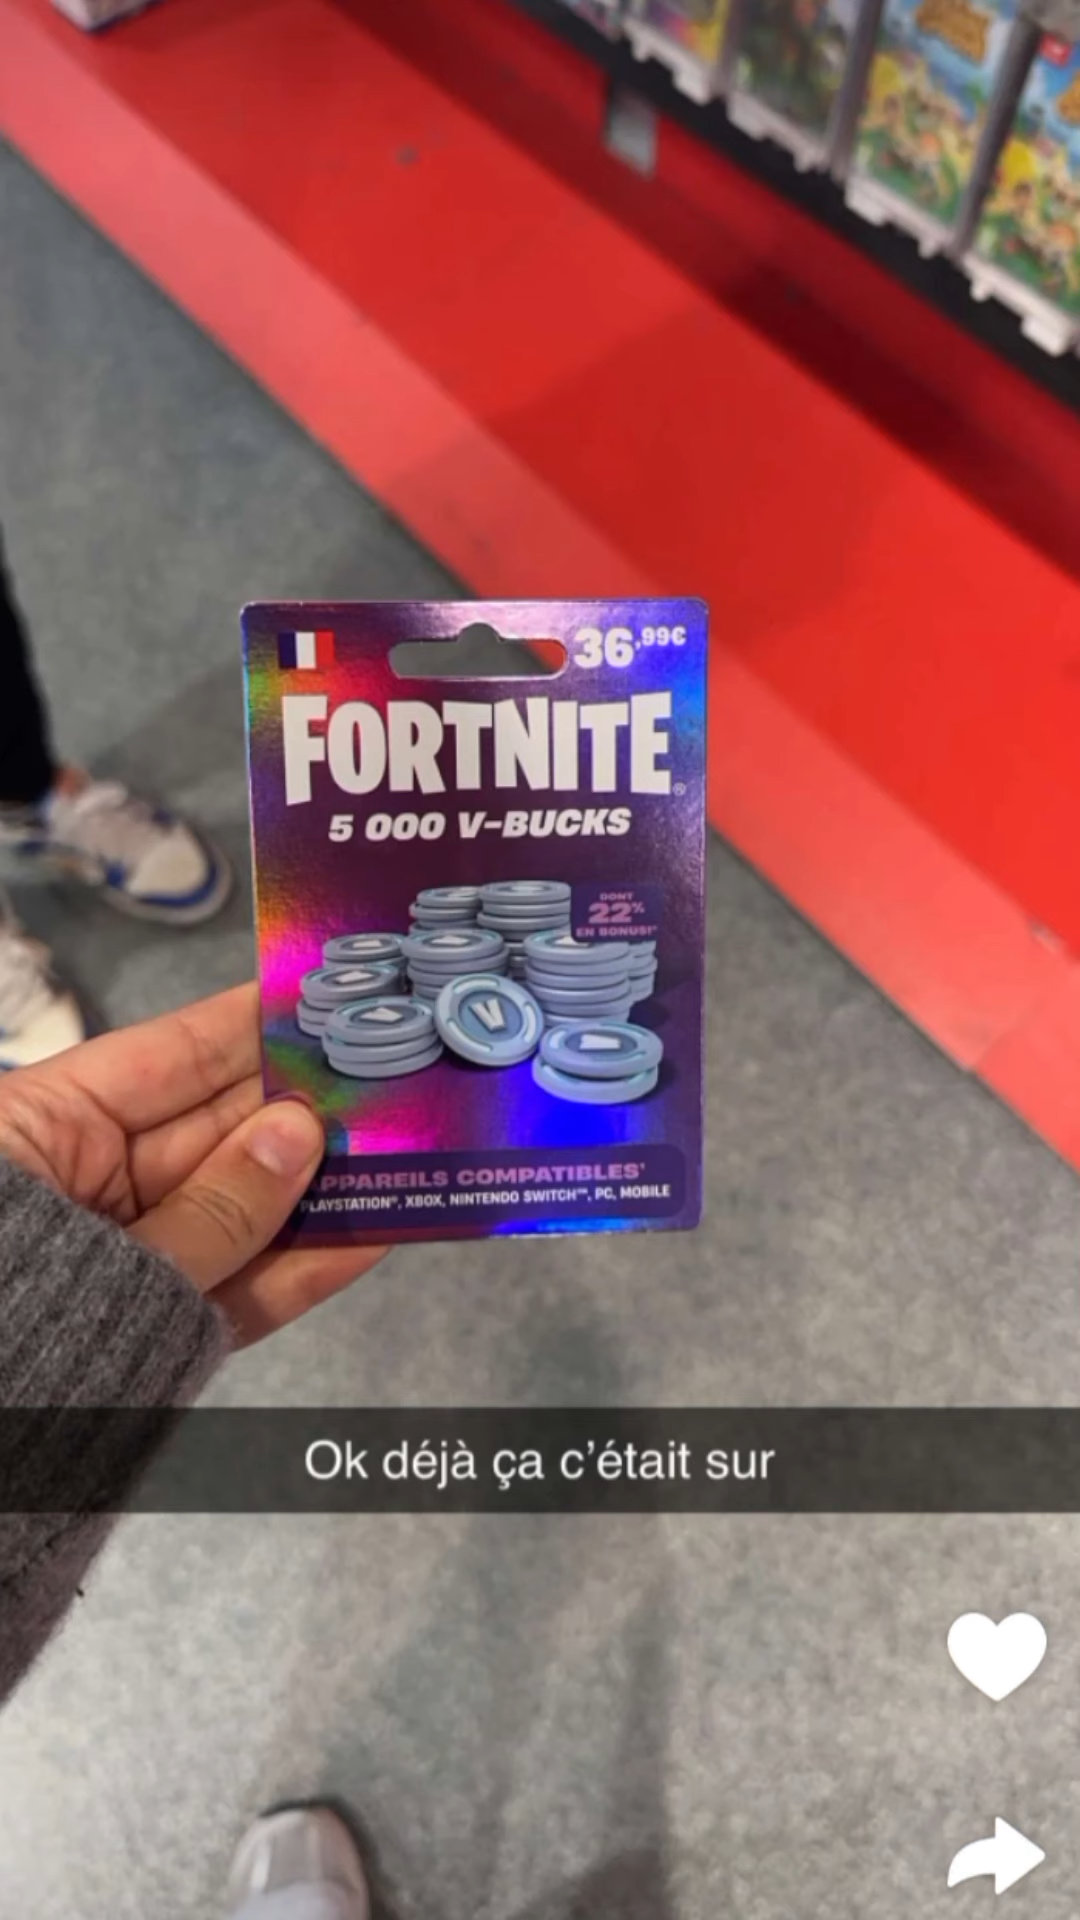 36,99€
FORTNITE®
5 000 V-BUCKS
DONT
22%
EN BONUS!*
PPAREILS COMPATIBLES*
PLAYSTATION®, XBOX, NINTENDO SWITCH™, PC, MOBILE
Ok déjà ça c'était sur